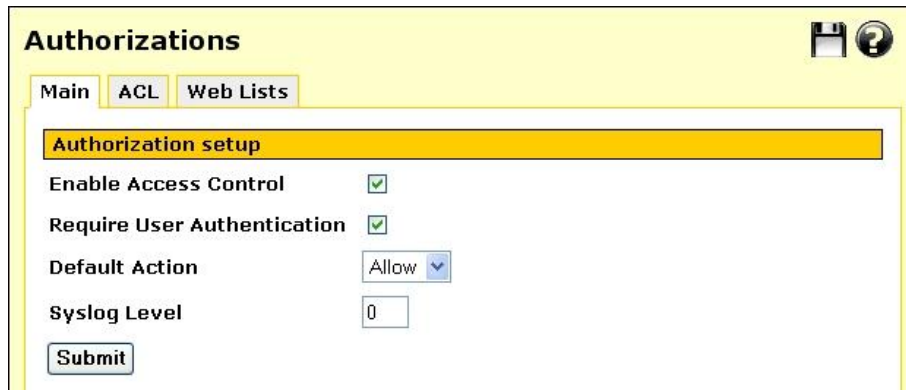 Authorizations
Main ACL Web Lists
Authorization setup
Enable Access Control
Require User Authentication
Default Action Allow
Syslog Level 0
Submit